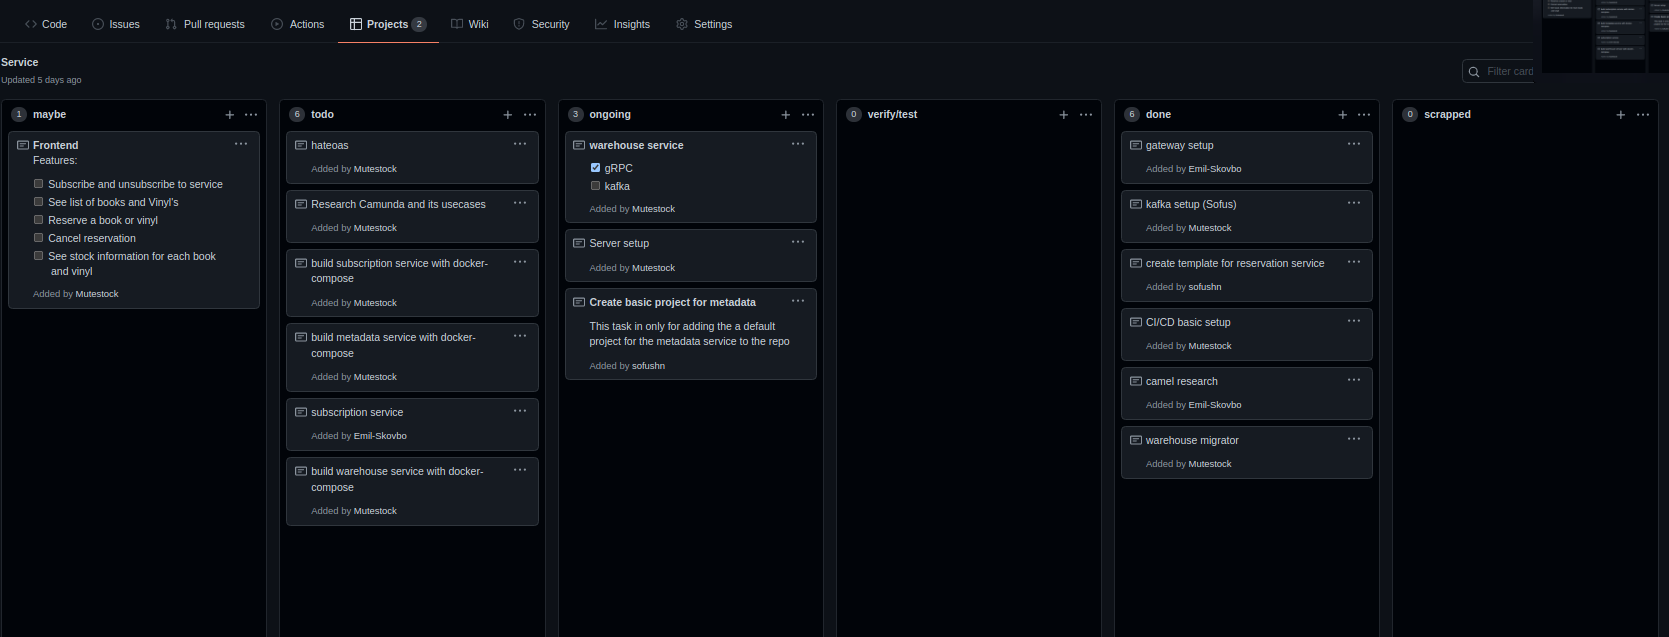 Code Issues Pull requests Actions Projects 2 Wiki Security Insights Settings
Service
Updated 5 days ago
Filter card
1 maybe
Frontend
Features:
Subscribe and unsubscribe to service
See list of books and Vinyl's
Reserve a book or vinyl
Cancel reservation
See stock information for each book
and vinyl
Added by Mutestock
6 todo
hateoas
Added by Mutestock
Research Camunda and its usecases
Added by Mutestock
build subscription service with docker-
compose
Added by Mutestock
build metadata service with docker-
compose
Added by Mutestock
subscription service
Added by Emil-Skovbo
build warehouse service with docker-
compose
Added by Mutestock
3 ongoing
warehouse service
gRPC
kafka
Added by Mutestock
Server setup
Added by Mutestock
Create basic project for metadata
This task in only for adding the a default
project for the metadata service to the repo
Added by sofushn
0 verify/test
6 done
gateway setup
Added by Emil-Skovbo
kafka setup (Sofus)
Added by Mutestock
create template for reservation service
Added by sofushn
CI/CD basic setup
Added by Mutestock
camel research
Added by Emil-Skovbo
warehouse migrator
Added by Mutestock
0 scrapped